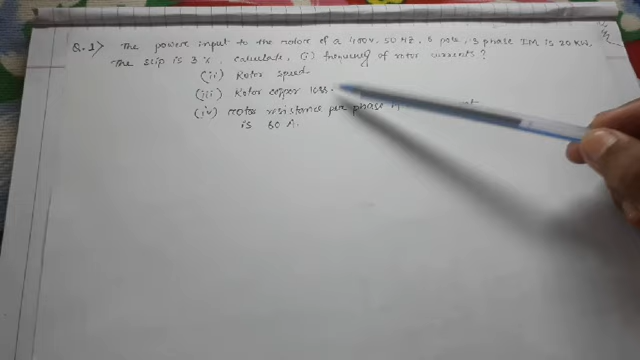 Q.1) The power input to the rotor of a 400V, 50 HZ, 6 pole, 3 phase IM is 20 KW.
The slip is 3%. calculate, (i) frequency of rotor currents?
(ii) Rotor speed
(iii) Rotor copper loss.
(iv) rotor resistance per phase
is 60 A.